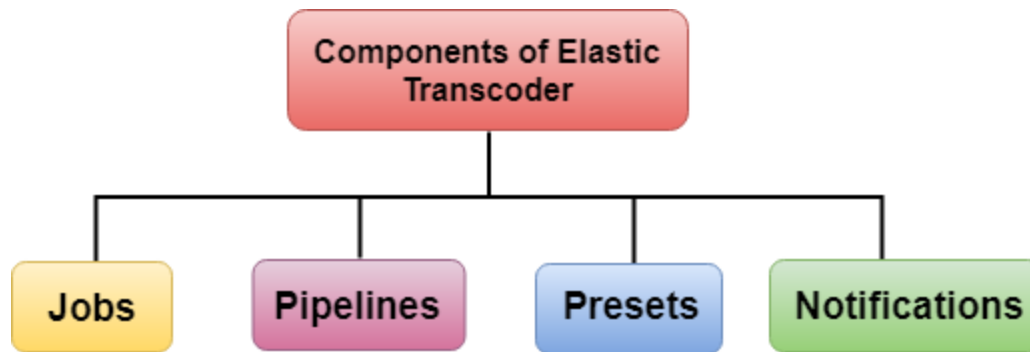 Components of Elastic
Transcoder
Jobs
Pipelines
Presets
Notifications